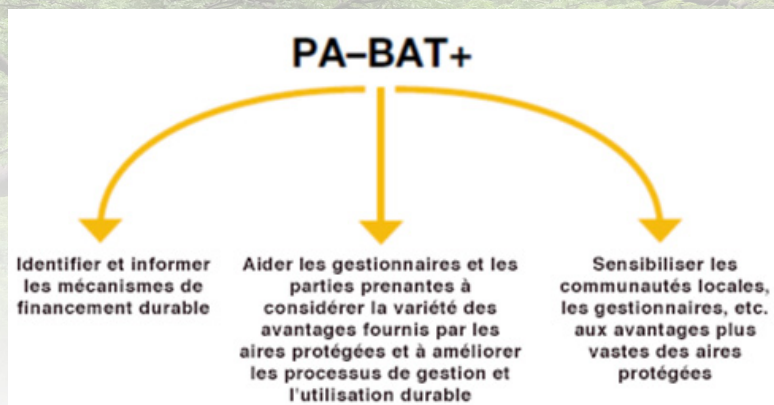 PA–BAT+
Identifier et informer
les mécanismes de
financement durable
Aider les gestionnaires et les
parties prenantes à
considérer la variété des
avantages fournis par les
aires protégées et à améliorer
les processus de gestion et
l'utilisation durable
Sensibiliser les
communautés locales,
les gestionnaires, etc.
aux avantages plus
vastes des aires
protégées